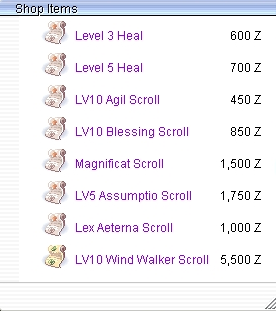 Shop Items
Level 3 Heal 600 Z
Level 5 Heal 700 Z
LV10 Agil Scroll 450 Z
LV10 Blessing Scroll 850 Z
Magnificat Scroll 1,500 Z
LV5 Assumptio Scroll 1,750 Z
Lex Aeterna Scroll 1,000 Z
LV10 Wind Walker Scroll 5,500 Z